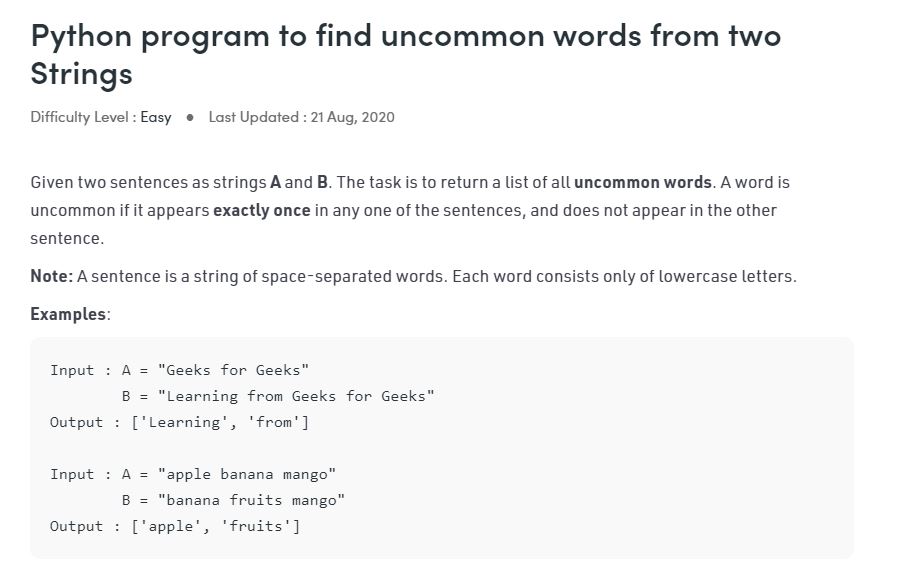 Python program to find uncommon words from two
Strings
Difficulty Level : Easy ● Last Updated : 21 Aug, 2020
Given two sentences as strings A and B. The task is to return a list of all uncommon words. A word is
uncommon if it appears exactly once in any one of the sentences, and does not appear in the other
sentence.
Note: A sentence is a string of space-separated words. Each word consists only of lowercase letters.
Examples:
Input : A = "Geeks for Geeks"
        B = "Learning from Geeks for Geeks"
Output : ['Learning', 'from']
Input : A = "apple banana mango"
        B = "banana fruits mango"
Output : ['apple', 'fruits']